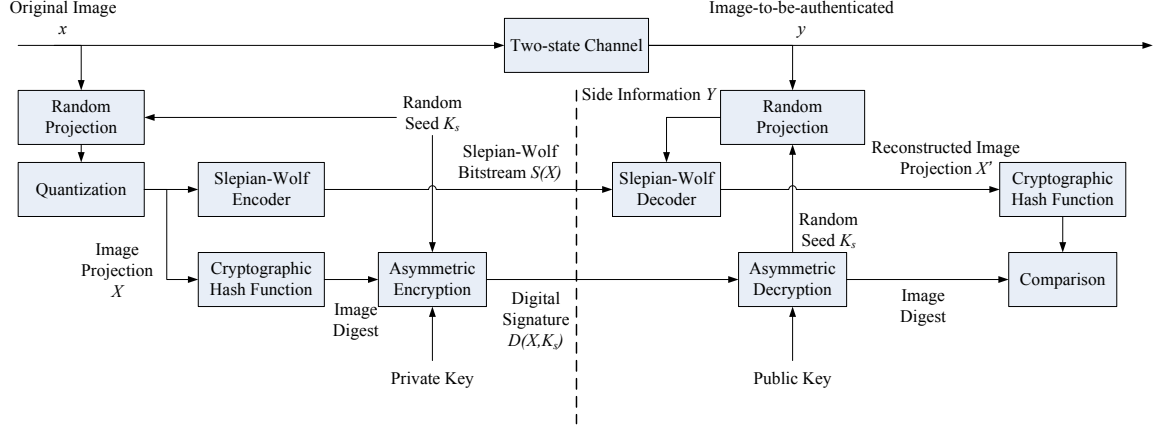 Original Image
x
Image-to-be-authenticated
y
Two-state Channel
Random
Projection
Random
Seed Ks
Side Information Y
Random
Projection
Quantization
Slepian-Wolf
Encoder
Slepian-Wolf
Bitstream S(X)
Slepian-Wolf
Decoder
Reconstructed Image
Projection X'
Cryptographic
Hash Function
Image
Projection
X
Cryptographic
Hash Function
Image
Digest
Asymmetric
Encryption
Digital
Signature
D(X,Ks)
Random
Seed Ks
Asymmetric
Decryption
Image
Digest
Comparison
Private Key
Public Key